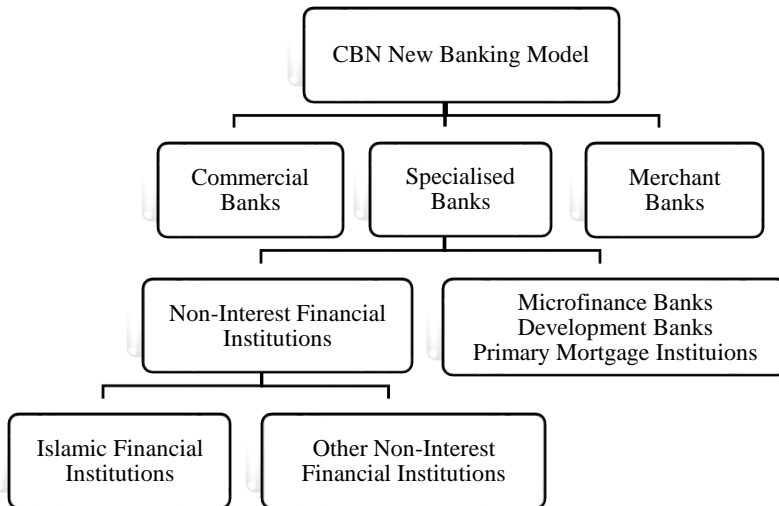 CBN New Banking Model
Commercial
Banks
Specialised
Banks
Merchant
Banks
Non-Interest Financial
Institutions
Microfinance Banks
Development Banks
Primary Mortgage Instituions
Islamic Financial
Institutions
Other Non-Interest
Financial Institutions